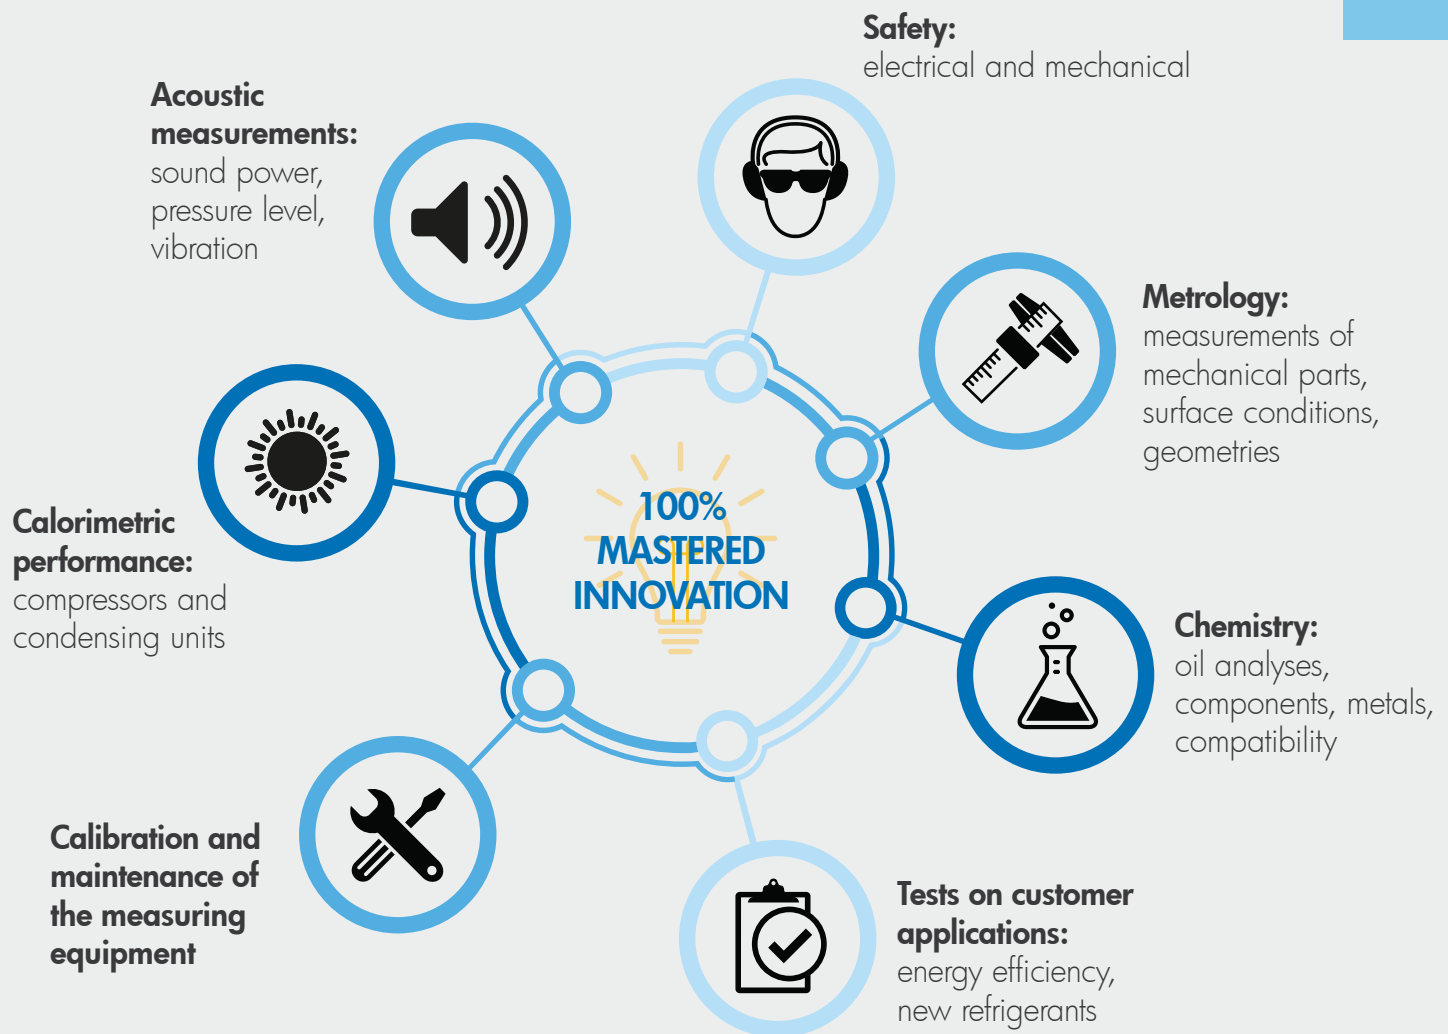 Safety:
electrical and mechanical
Acoustic
measurements:
sound power,
pressure level,
vibration
Metrology:
measurements of
mechanical parts,
surface conditions,
geometries
100%
MASTERED
INNOVATION
Calorimetric
performance:
compressors and
condensing units
Chemistry:
oil analyses,
components, metals,
compatibility
Calibration and
maintenance of
the measuring
equipment
Tests on customer
applications:
energy efficiency,
new refrigerants